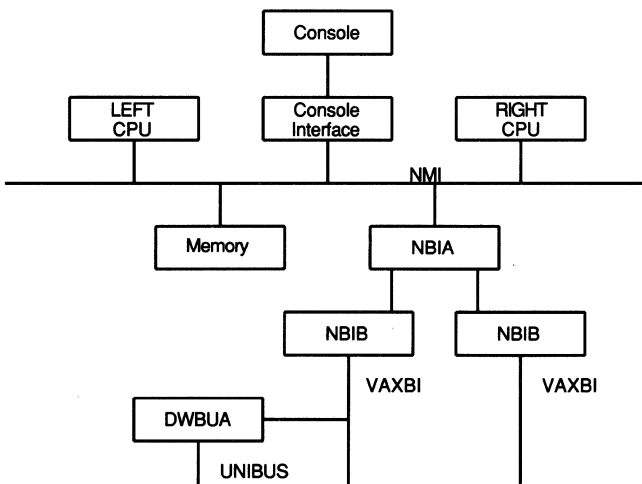 Console
LEFT
CPU
Console
Interface
RIGHT
CPU
NMI
Memory
NBIA
NBIB
NBIB
VAXBI
VAXBI
DWBUA
UNIBUS